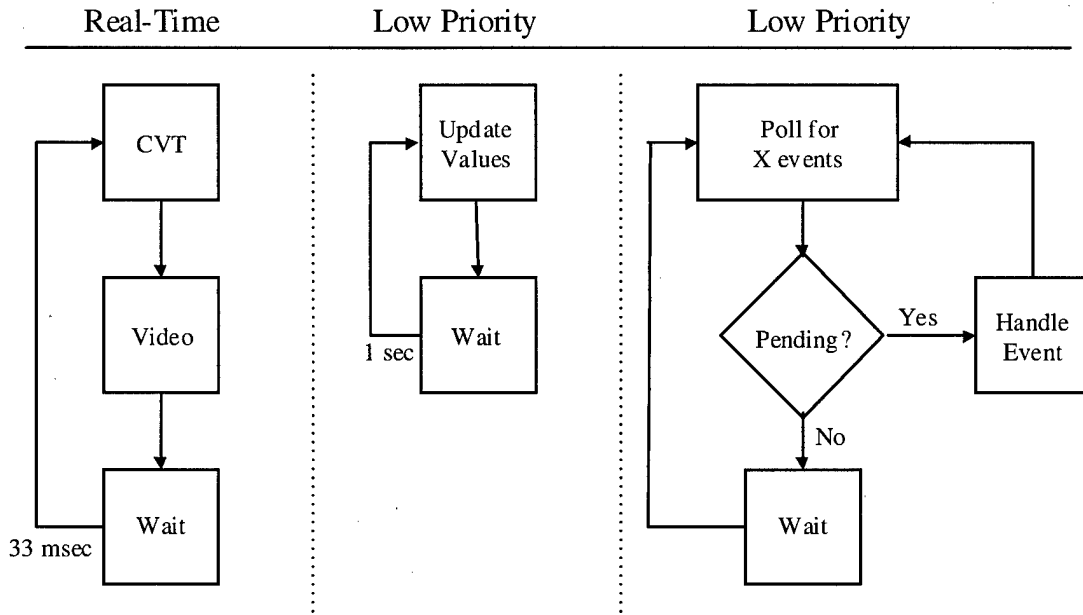 Real-Time
Low Priority
Low Priority
CVT
Video
Wait
33 msec
Update
Values
Wait
1 sec
Poll for
X events
Pending?
Yes
Handle
Event
No
Wait